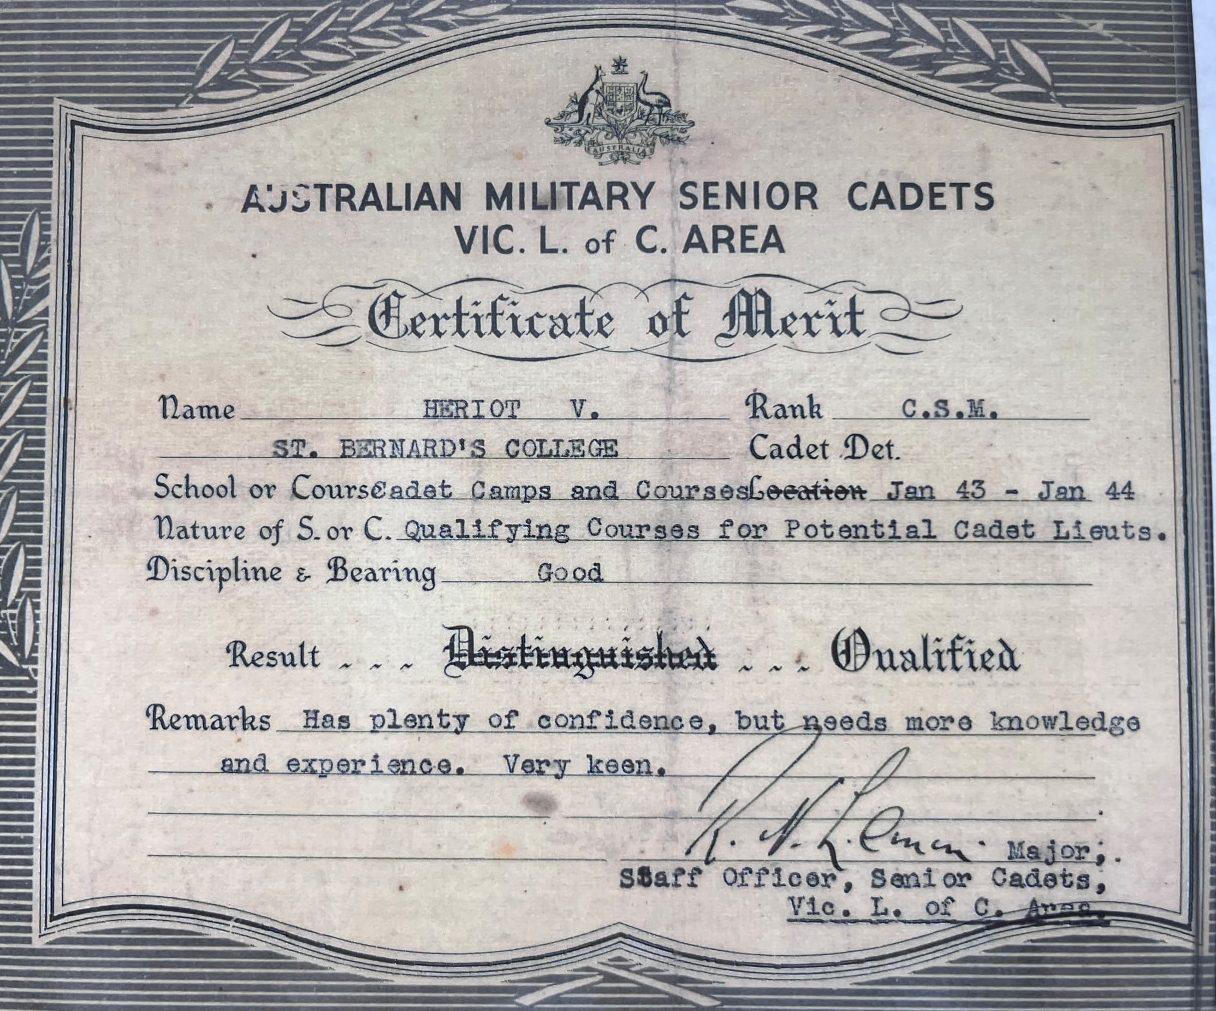 AUSTRALIA
AUSTRALIAN MILITARY SENIOR CADETS
VIC. L. of C. AREA
Certificate of Merit
Name HERIOT V. Rank C.S.M.
ST. BERNARD'S COLLEGE Cadet Det.
School or Course Cadet Camps and Courses Location Jan 43 - Jan 44
Nature of S. or C. Qualifying Courses for Potential Cadet Lieuts.
Discipline & Bearing Good
Result . . . Distinguished . . . Qualified
Remarks Has plenty of confidence, but needs more knowledge
and experience. Very keen.
Major,
Staff Officer, Senior Cadets,
Vic. L. of C. Area.